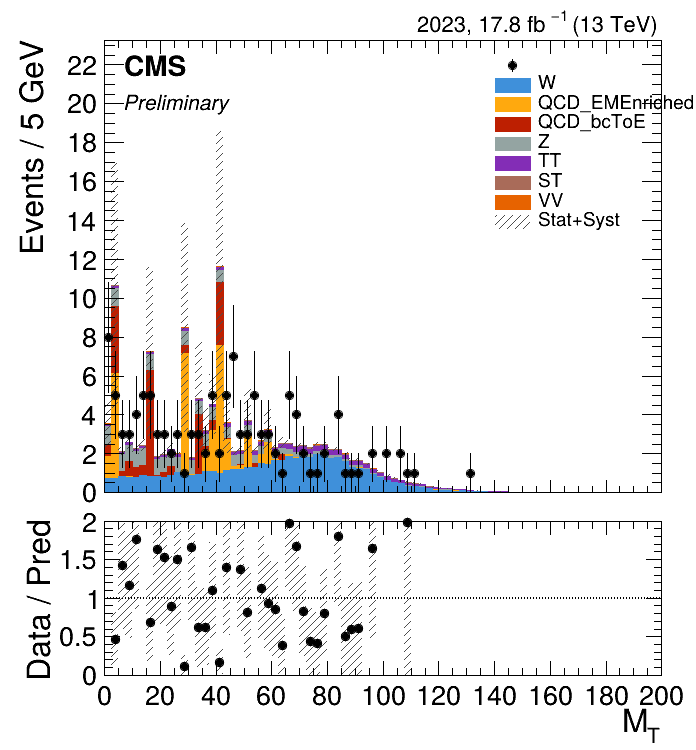 2023, 17.8 fb⁻¹ (13 TeV)
CMS
Preliminary
W
QCD_EMEnriched
QCD_bcToE
Z
TT
ST
VV
Stat+Syst
Events / 5 GeV
22
20
18
16
14
12
10
8
6
4
2
0
Data / Pred
2
1.5
1
0.5
0
0 20 40 60 80 100 120 140 160 180 200
M_T